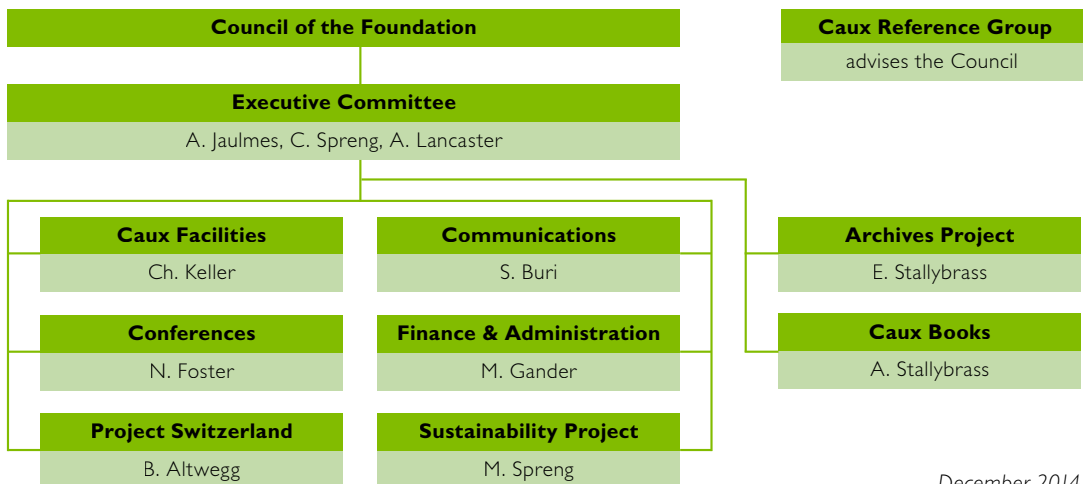 Council of the Foundation
Caux Reference Group
advises the Council
Executive Committee
A. Jaulmes, C. Spreng, A. Lancaster
Caux Facilities
Ch. Keller
Communications
S. Buri
Archives Project
E. Stallybrass
Conferences
N. Foster
Finance & Administration
M. Gander
Caux Books
A. Stallybrass
Project Switzerland
B. Altwegg
Sustainability Project
M. Spreng
December 2014